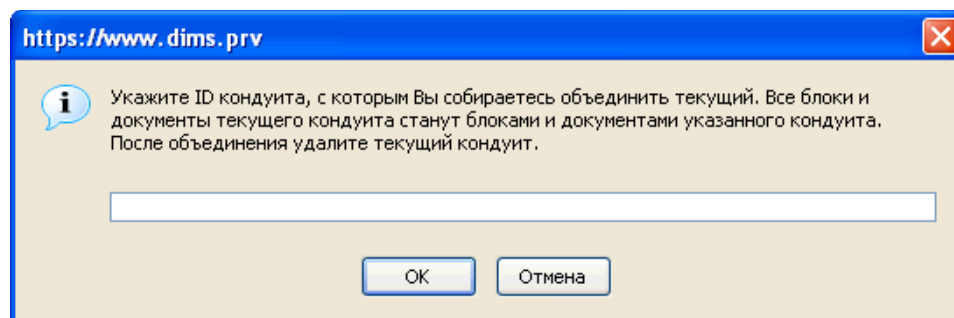 https://www.dims.prv
Укажите ID кондуита, с которым Вы собираетесь объединить текущий. Все блоки и
документы текущего кондуита станут блоками и документами указанного кондуита.
После объединения удалите текущий кондуит.
OK
Отмена